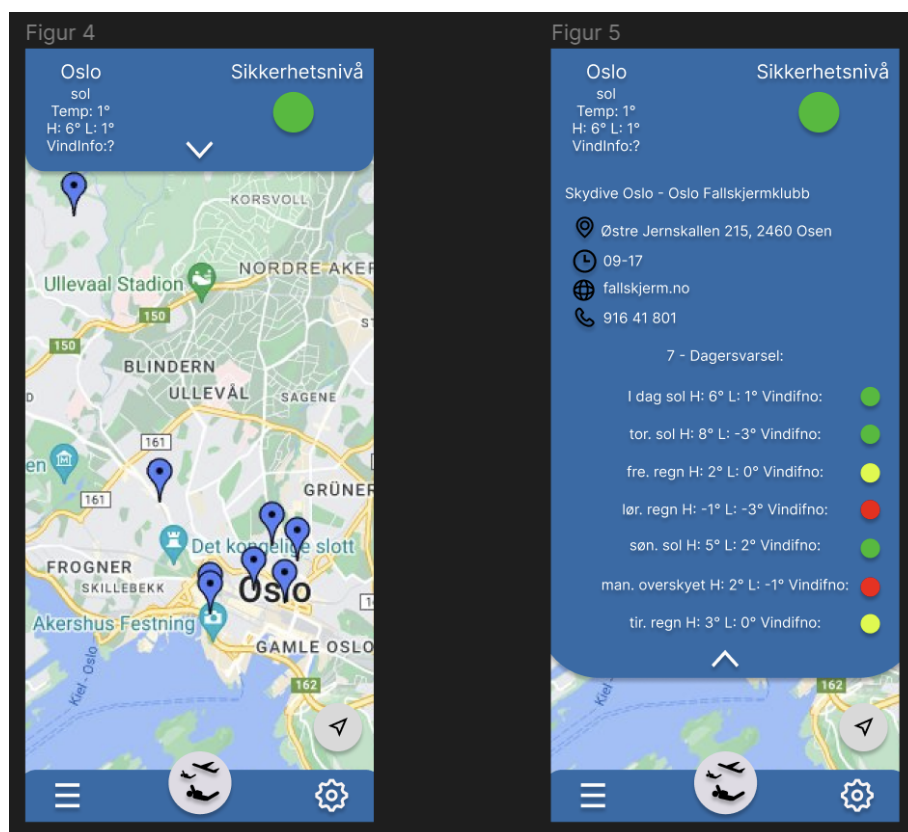 Figur 4
Oslo
Sikkerhetsnivå
sol
Temp: 1°
H: 6° L: 1°
VindInfo:?
KORSVOLL
NORDRE AKER
Ullevaal Stadion
150
150
BLINDERN
ULLEVÅL
SAGENE
161
en
161
GRÜNER
Det kongelige slott
FROGNER
SKILLEBEKK
Oslo
Akershus Festning
GAMLE OSLO
Kiel - Oslo
162
Figur 5
Oslo
Sikkerhetsnivå
sol
Temp: 1°
H: 6° L: 1°
VindInfo:?
Skydive Oslo - Oslo Fallskjermklubb
Østre Jernskallen 215, 2460 Osen
09-17
fallskjerm.no
916 41 801
7 - Dagersvarsel:
I dag sol H: 6° L: 1° Vindifno:
tor. sol H: 8° L: -3° Vindifno:
fre. regn H: 2° L: 0° Vindifno:
lør. regn H: -1° L: -3° Vindifno:
søn. sol H: 5° L: 2° Vindifno:
man. overskyet H: 2° L: -1° Vindifno:
tir. regn H: 3° L: 0° Vindifno:
162